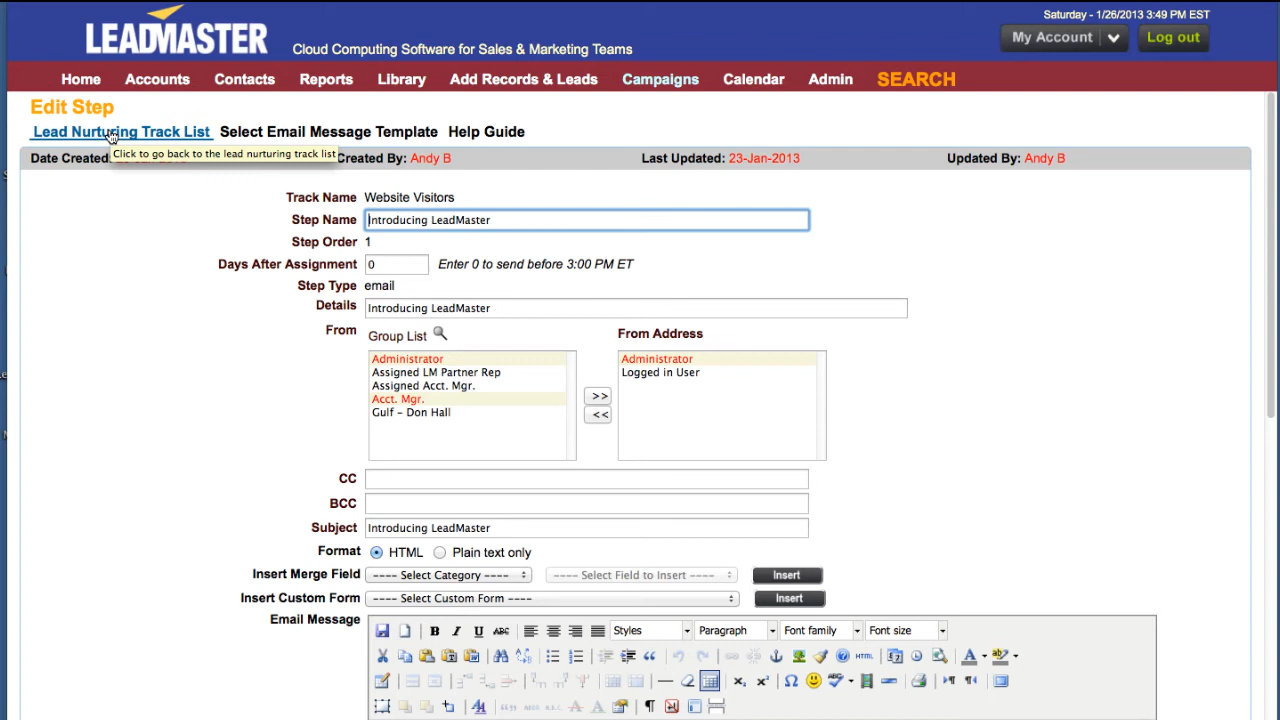 Saturday - 1/26/2013 3:49 PM EST
LEADMASTER Cloud Computing Software for Sales & Marketing Teams
My Account Log out
Home Accounts Contacts Reports Library Add Records & Leads Campaigns Calendar Admin SEARCH
Edit Step
Lead Nurturing Track List Select Email Message Template Help Guide
Click to go back to the lead nurturing track list
Date Created: Created By: Andy B Last Updated: 23-Jan-2013 Updated By: Andy B
Track Name Website Visitors
Step Name Introducing LeadMaster
Step Order 1
Days After Assignment 0 Enter 0 to send before 3:00 PM ET
Step Type email
Details Introducing LeadMaster
From Group List From Address
Administrator Administrator
Assigned LM Partner Rep Logged in User
Assigned Acct. Mgr.
Acct. Mgr. >>
Gulf - Don Hall <<
CC
BCC
Subject Introducing LeadMaster
Format HTML Plain text only
Insert Merge Field ---- Select Category ---- ---- Select Field to Insert ---- Insert
Insert Custom Form ---- Select Custom Form ---- Insert
Email Message
B I U ABC Styles Paragraph Font family Font size
HTML A ab
x₂ x² Ω ABC
A